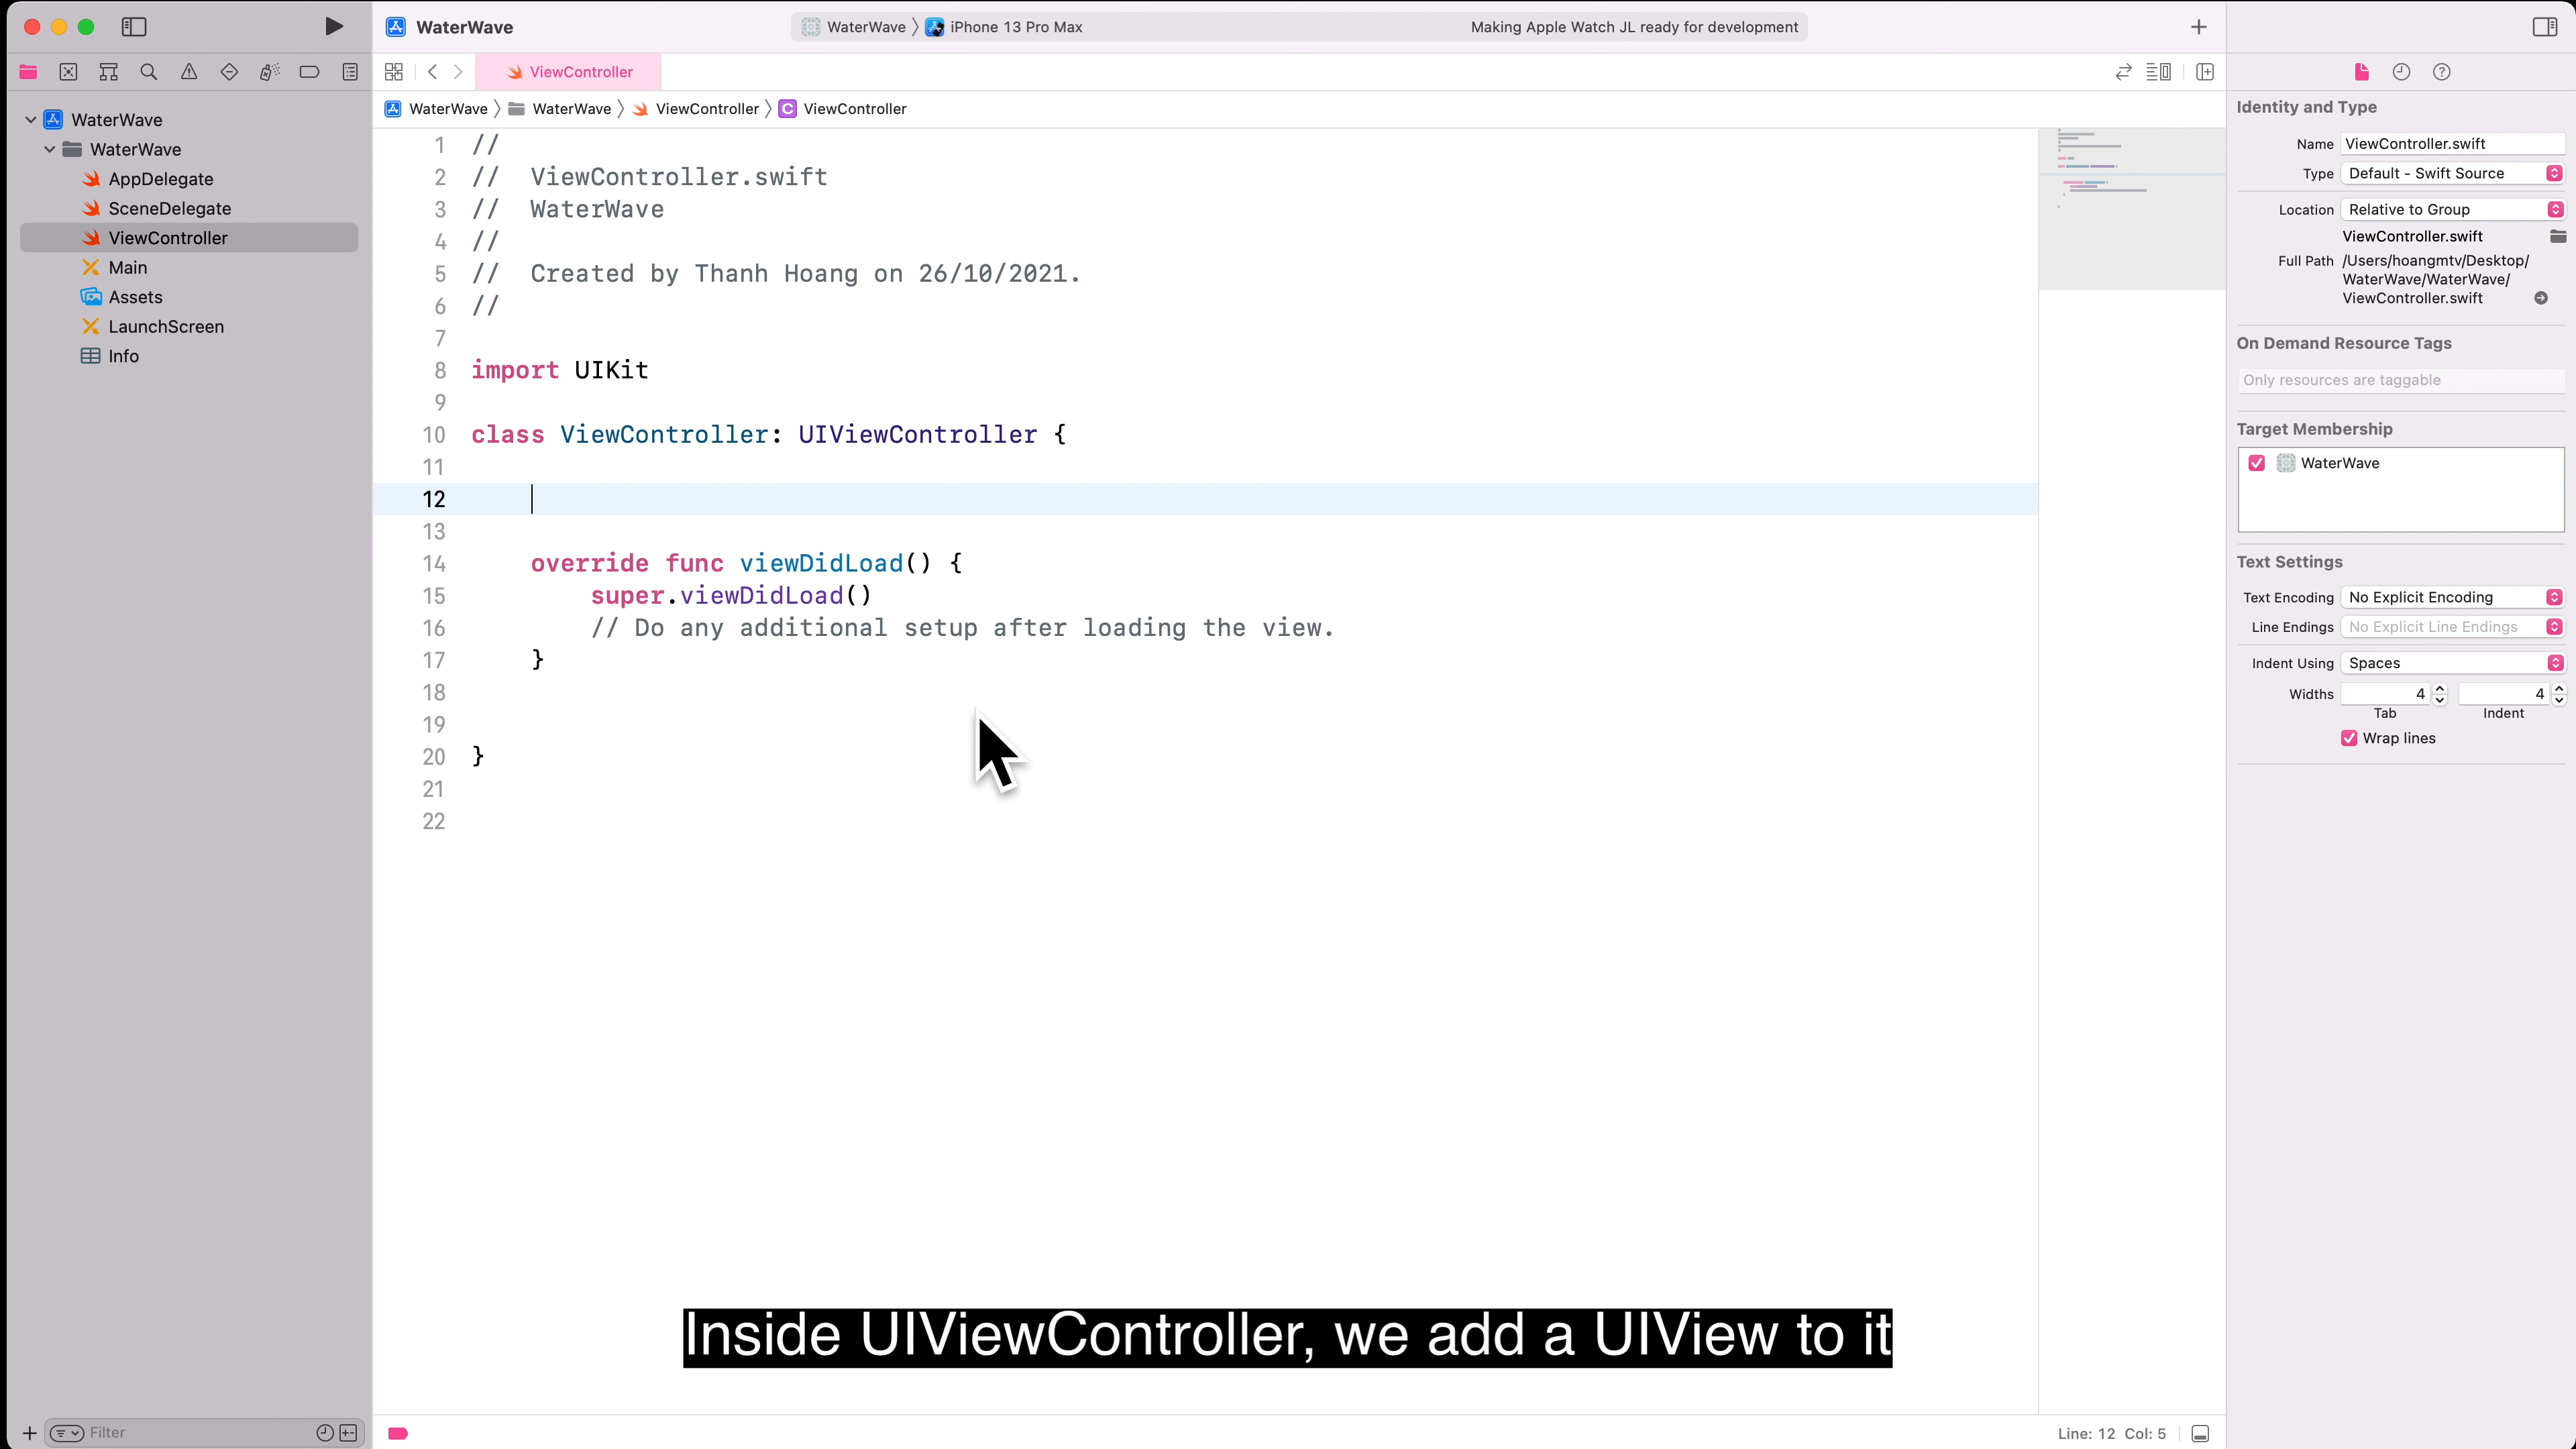 WaterWave
WaterWave 〉 iPhone 13 Pro Max
Making Apple Watch JL ready for development
ViewController
WaterWave 〉 WaterWave 〉 ViewController 〉 C ViewController
WaterWave
WaterWave
AppDelegate
SceneDelegate
ViewController
Main
Assets
LaunchScreen
Info
1 //
2 //  ViewController.swift
3 //  WaterWave
4 //
5 //  Created by Thanh Hoang on 26/10/2021.
6 //
7
8 import UIKit
9
10 class ViewController: UIViewController {
11
12
13
14     override func viewDidLoad() {
15         super.viewDidLoad()
16         // Do any additional setup after loading the view.
17     }
18
19
20 }
21
22
Identity and Type
Name ViewController.swift
Type Default - Swift Source
Location Relative to Group
ViewController.swift
Full Path /Users/hoangmtv/Desktop/
WaterWave/WaterWave/
ViewController.swift
On Demand Resource Tags
Only resources are taggable
Target Membership
WaterWave
Text Settings
Text Encoding No Explicit Encoding
Line Endings No Explicit Line Endings
Indent Using Spaces
Widths 4 4
Tab Indent
Wrap lines
Inside UIViewController, we add a UIView to it
Filter
Line: 12 Col: 5